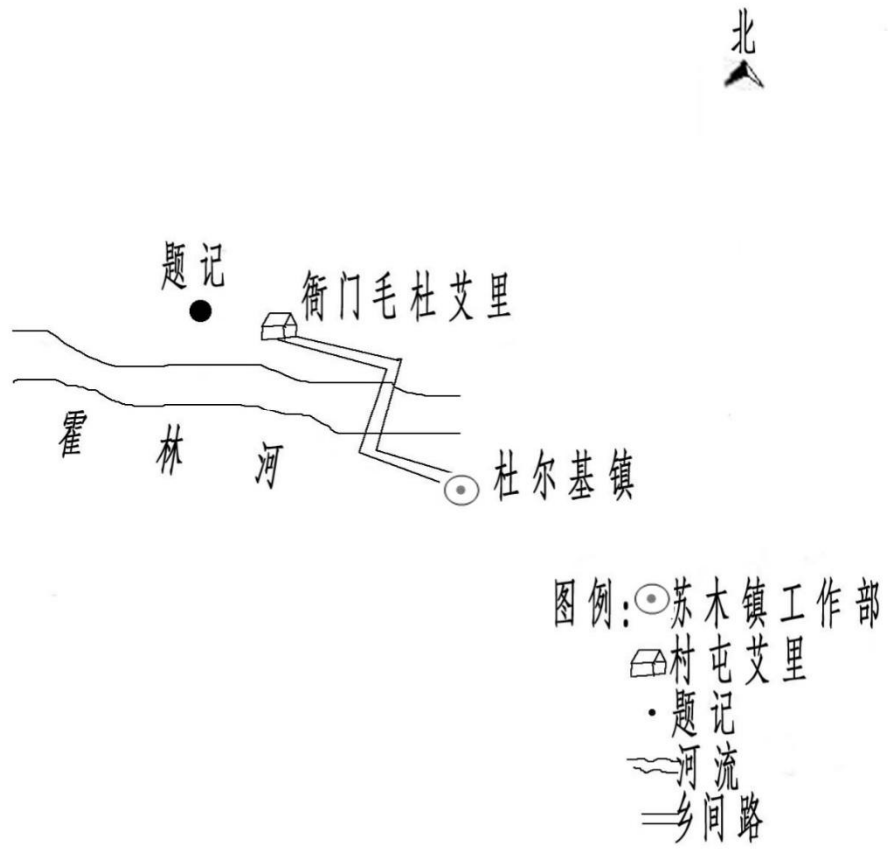 北
题记
衙门毛杜艾里
霍林河
杜尔基镇
图例:苏木镇工作部
村屯艾里
题记
河流
乡间路